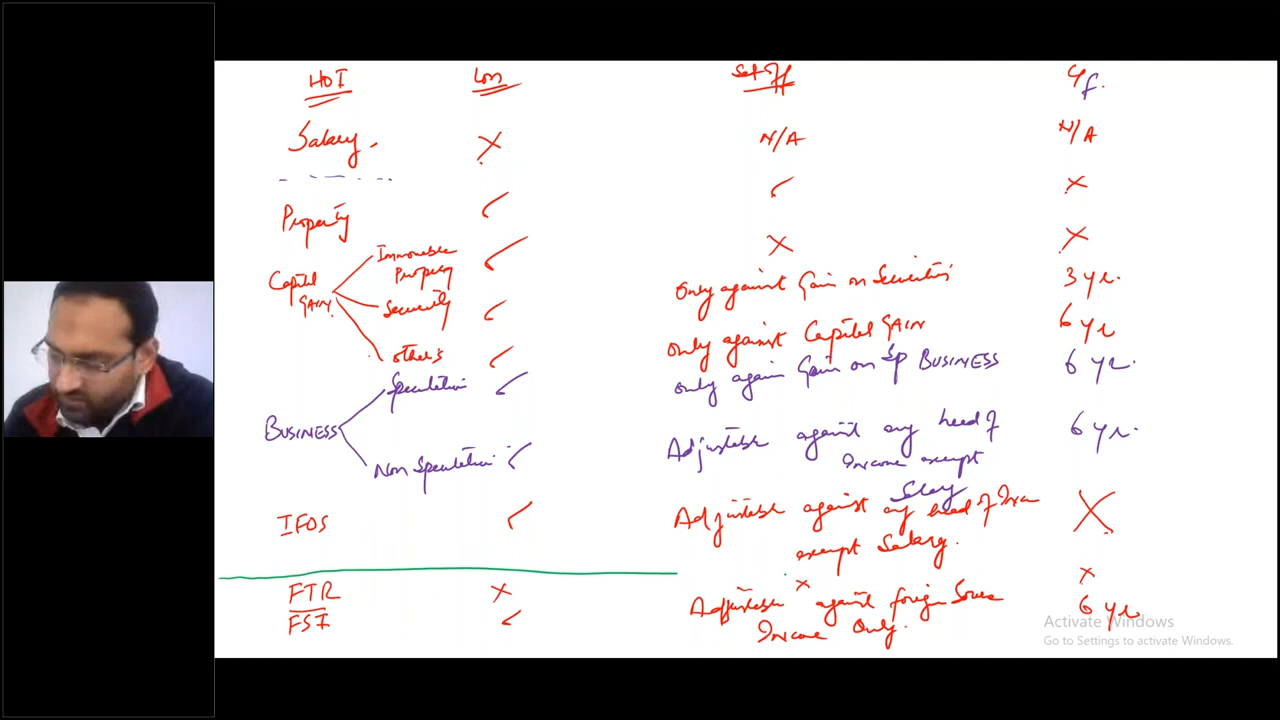 HOI Loss Set off C/f.
Salary. X N/A N/A
Property ✓ ✓ X
Capital GAIN Immovable Property ✓ X X
Security ✓ Only against Gain on Securities 3 yr.
other's ✓ only against Capital GAIN 6 yr
BUSINESS Speculation ✓ only again Gain on Sp BUSINESS 6 yr.
Non Speculation ✓ Adjustable against any head of 6 yr.
Income except
Salary
IFOS ✓ Adjustable against any head of X
except Salary.
FTR X X X
FSI ✓ Adjustable against foreign Source 6 yr
Income Only.
Activate Windows
Go to Settings to activate Windows.